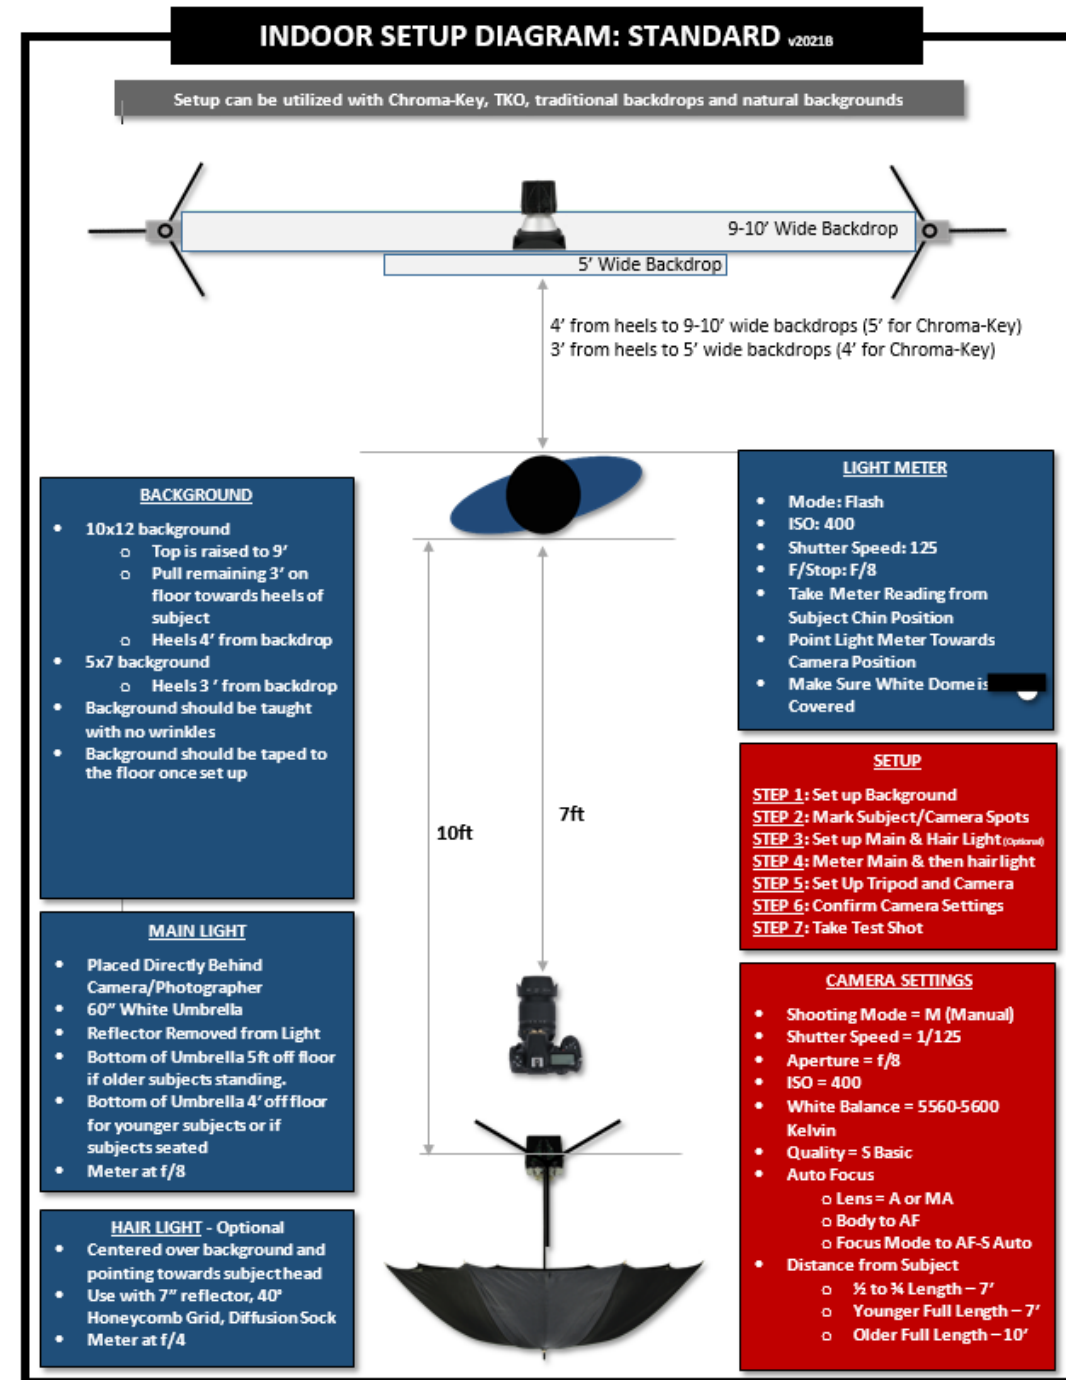 INDOOR SETUP DIAGRAM: STANDARD v2021B
Setup can be utilized with Chroma-Key, TKO, traditional backdrops and natural backgrounds
9-10' Wide Backdrop
5' Wide Backdrop
4' from heels to 9-10' wide backdrops (5' for Chroma-Key)
3' from heels to 5' wide backdrops (4' for Chroma-Key)
BACKGROUND
• 10x12 background
o Top is raised to 9'
o Pull remaining 3' on
floor towards heels of
subject
o Heels 4' from backdrop
• 5x7 background
o Heels 3 ' from backdrop
• Background should be taught
with no wrinkles
• Background should be taped to
the floor once set up
MAIN LIGHT
• Placed Directly Behind
Camera/Photographer
• 60" White Umbrella
• Reflector Removed from Light
• Bottom of Umbrella 5ft off floor
if older subjects standing.
• Bottom of Umbrella 4' off floor
for younger subjects or if
subjects seated
• Meter at f/8
HAIR LIGHT - Optional
• Centered over background and
pointing towards subject head
• Use with 7" reflector, 40°
Honeycomb Grid, Diffusion Sock
• Meter at f/4
10ft
7ft
LIGHT METER
• Mode: Flash
• ISO: 400
• Shutter Speed: 125
• F/Stop: F/8
• Take Meter Reading from
Subject Chin Position
• Point Light Meter Towards
Camera Position
• Make Sure White Dome is
Covered
SETUP
STEP 1: Set up Background
STEP 2: Mark Subject/Camera Spots
STEP 3: Set up Main & Hair Light (Optional)
STEP 4: Meter Main & then hair light
STEP 5: Set Up Tripod and Camera
STEP 6: Confirm Camera Settings
STEP 7: Take Test Shot
CAMERA SETTINGS
• Shooting Mode = M (Manual)
• Shutter Speed = 1/125
• Aperture = f/8
• ISO = 400
• White Balance = 5560-5600
Kelvin
• Quality = S Basic
• Auto Focus
o Lens = A or MA
o Body to AF
o Focus Mode to AF-S Auto
• Distance from Subject
o ½ to ¾ Length – 7'
o Younger Full Length – 7'
o Older Full Length – 10'